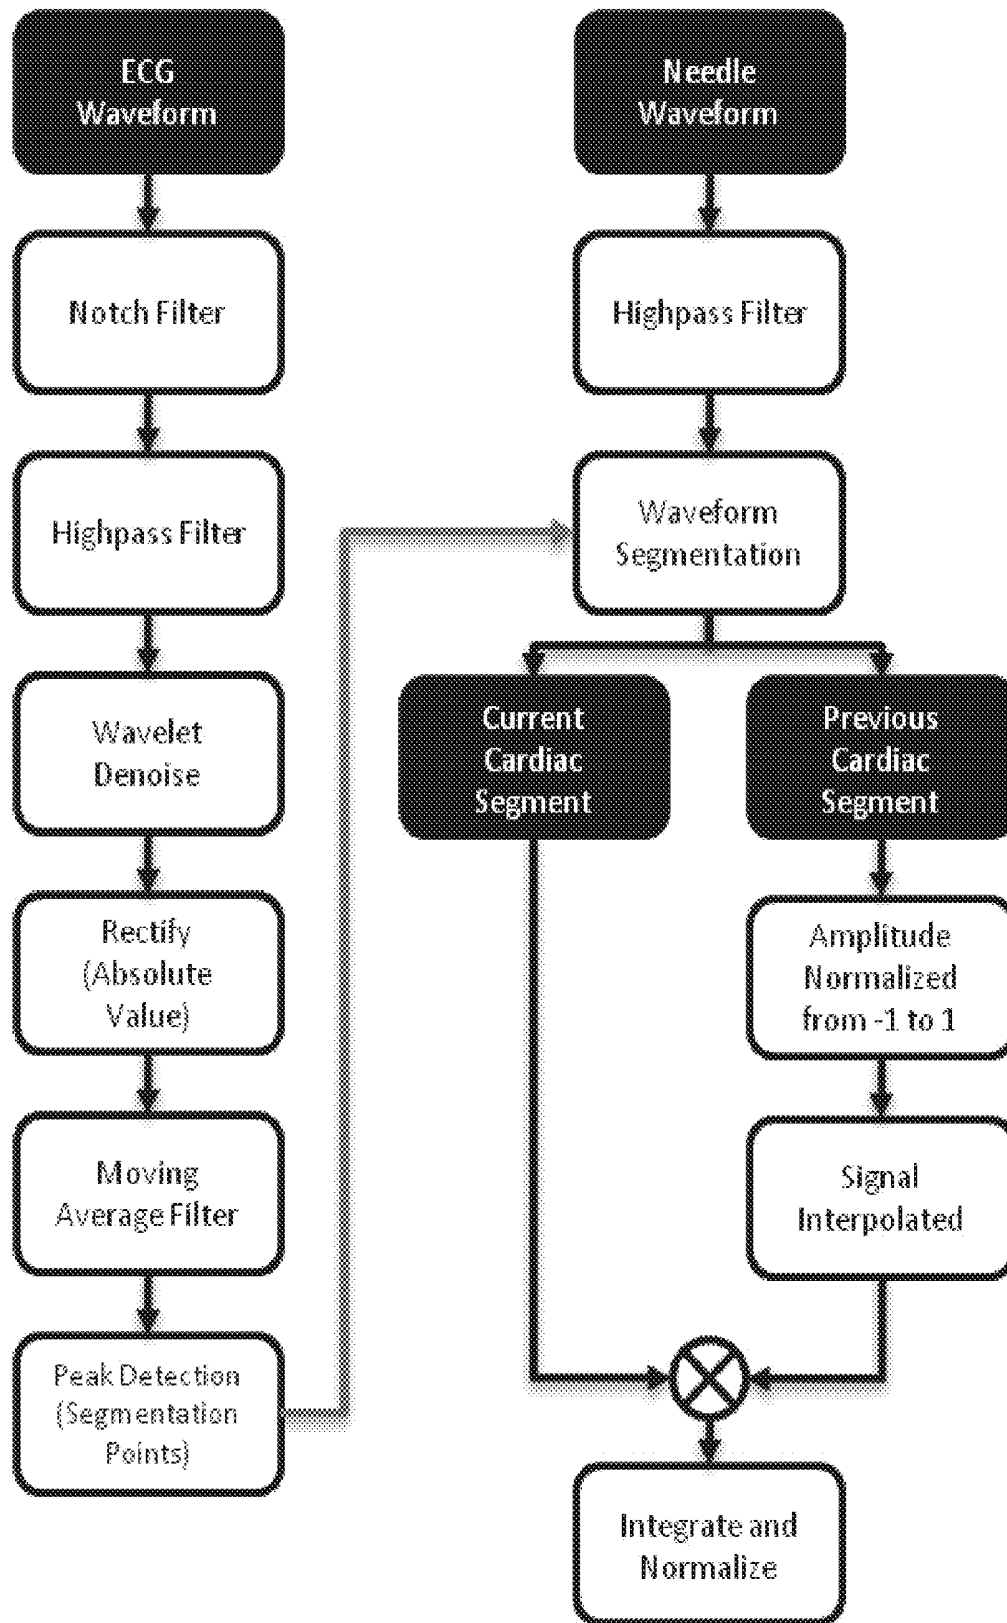 ECG
Waveform
Notch Filter
Highpass Filter
Wavelet
Denoise
Rectify
(Absolute
Value)
Moving
Average Filter
Peak Detection
(Segmentation
Points)
Needle
Waveform
Highpass Filter
Waveform
Segmentation
Current
Cardiac
Segment
Previous
Cardiac
Segment
Amplitude
Normalized
from -1 to 1
Signal
Interpolated
Integrate and
Normalize